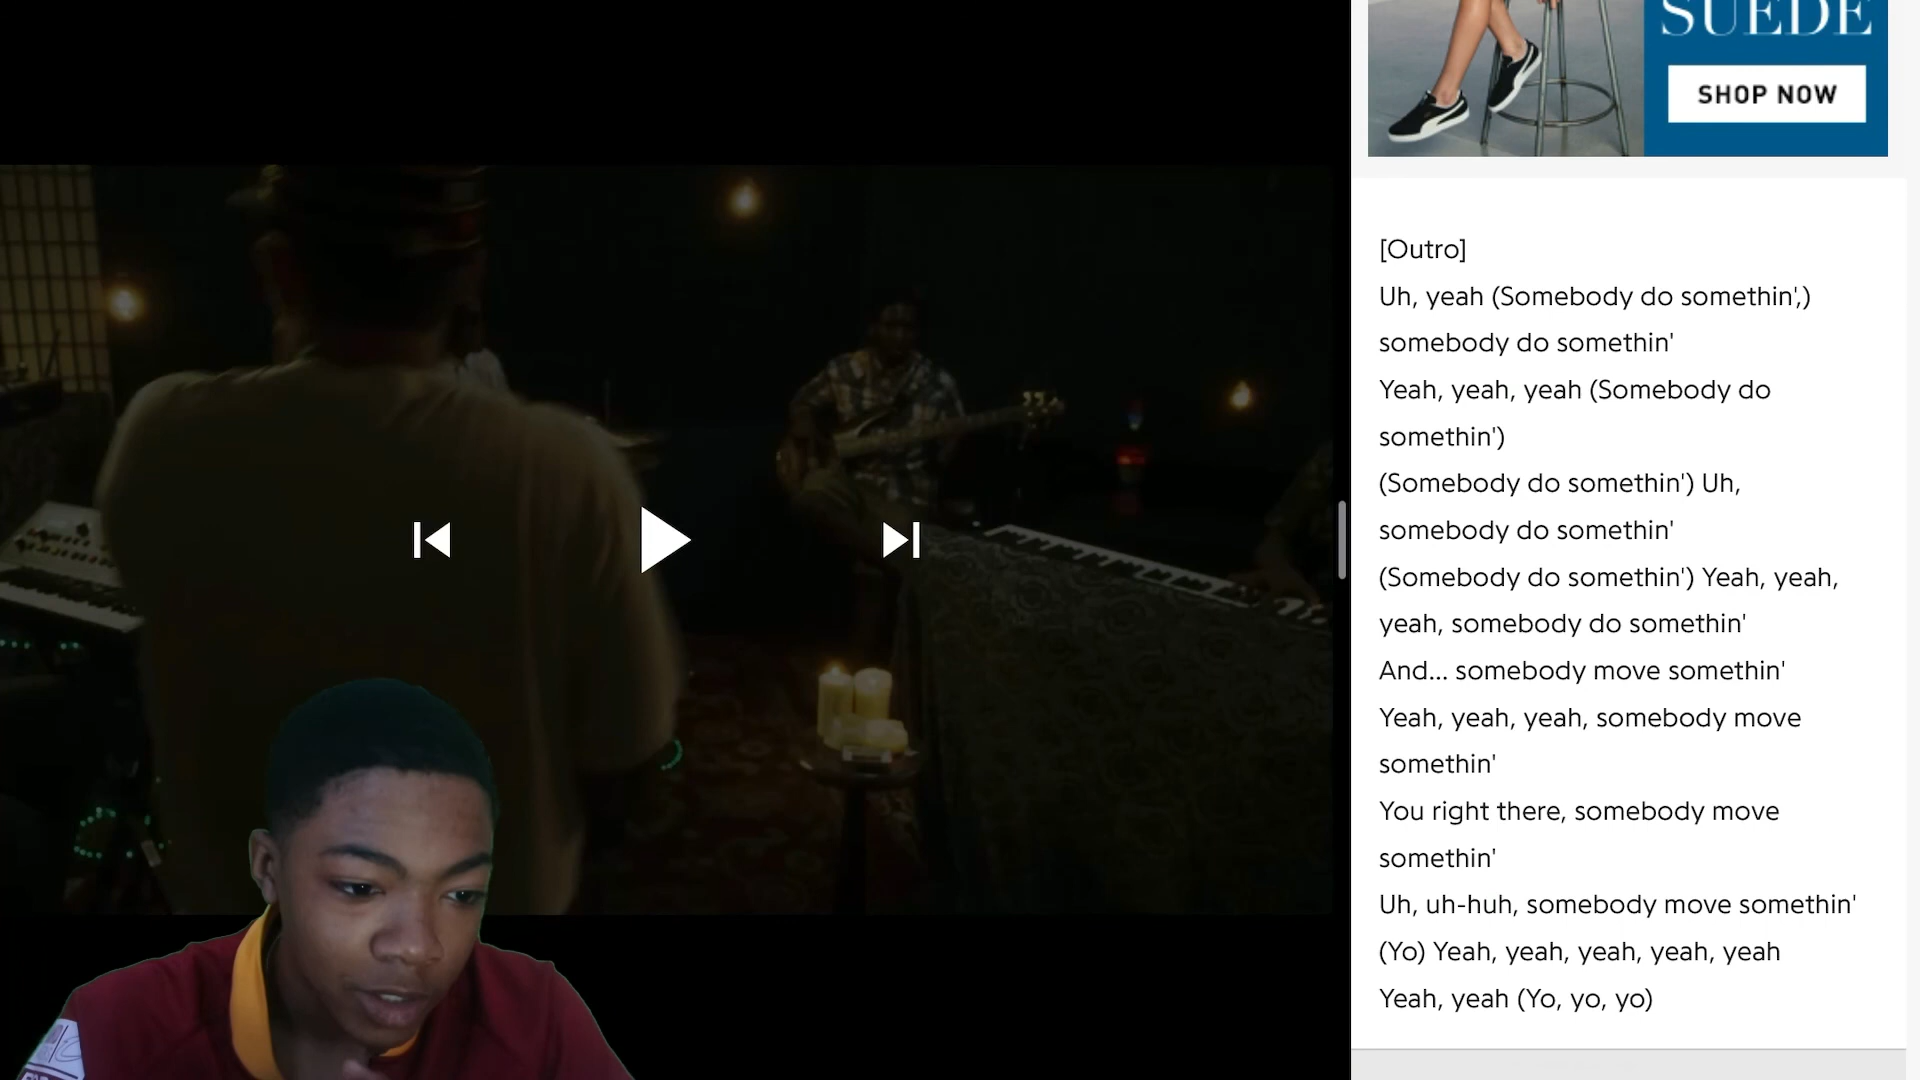 SUEDE
SHOP NOW
[Outro]
Uh, yeah (Somebody do somethin',)
somebody do somethin'
Yeah, yeah, yeah (Somebody do
somethin')
(Somebody do somethin') Uh,
somebody do somethin'
(Somebody do somethin') Yeah, yeah,
yeah, somebody do somethin'
And... somebody move somethin'
Yeah, yeah, yeah, somebody move
somethin'
You right there, somebody move
somethin'
Uh, uh-huh, somebody move somethin'
(Yo) Yeah, yeah, yeah, yeah, yeah
Yeah, yeah (Yo, yo, yo)